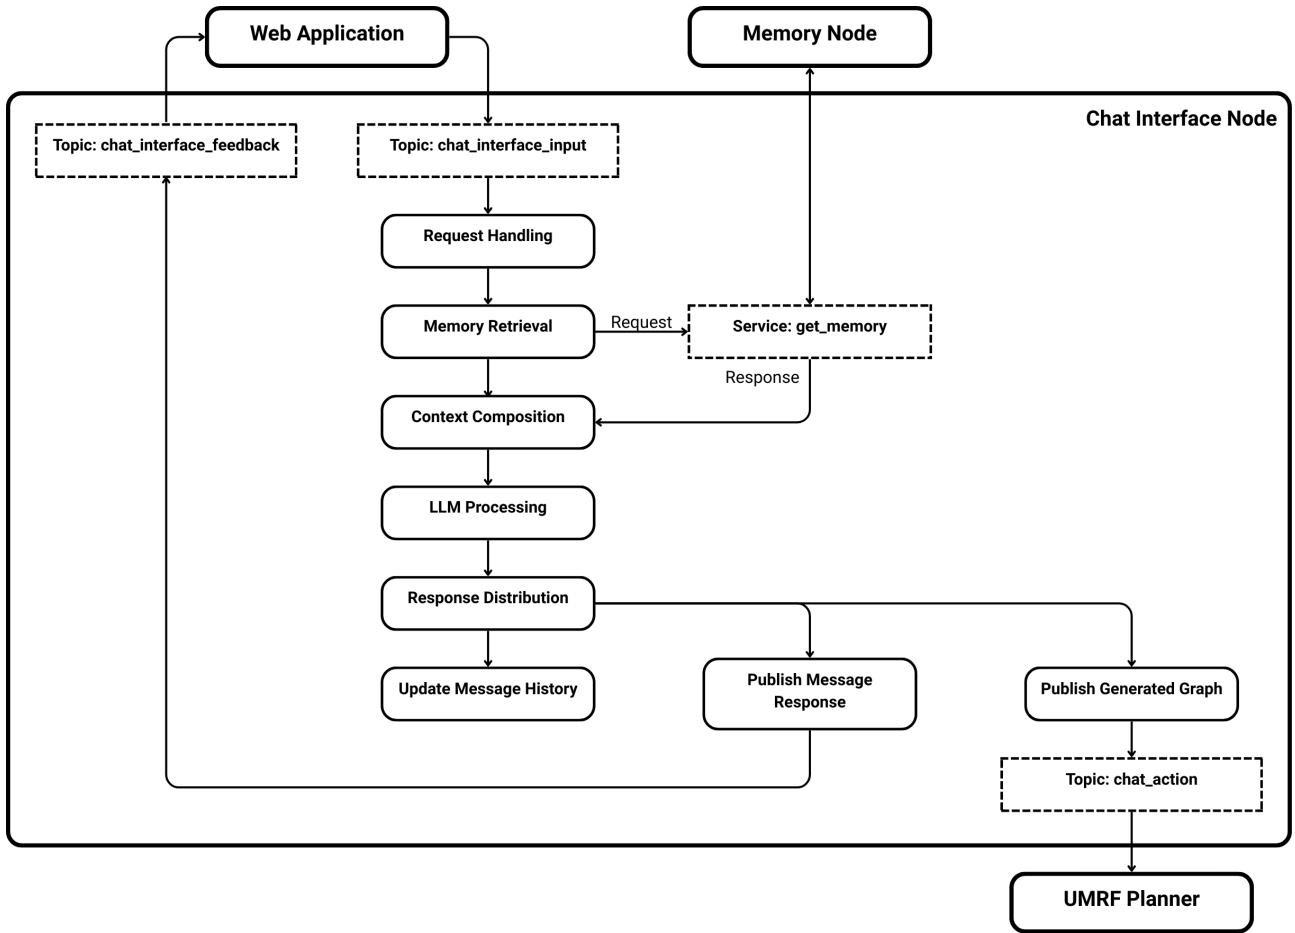 Web Application
Memory Node
Chat Interface Node
Topic: chat_interface_feedback
Topic: chat_interface_input
Request Handling
Memory Retrieval
Request
Service: get_memory
Response
Context Composition
LLM Processing
Response Distribution
Update Message History
Publish Message
Response
Publish Generated Graph
Topic: chat_action
UMRF Planner